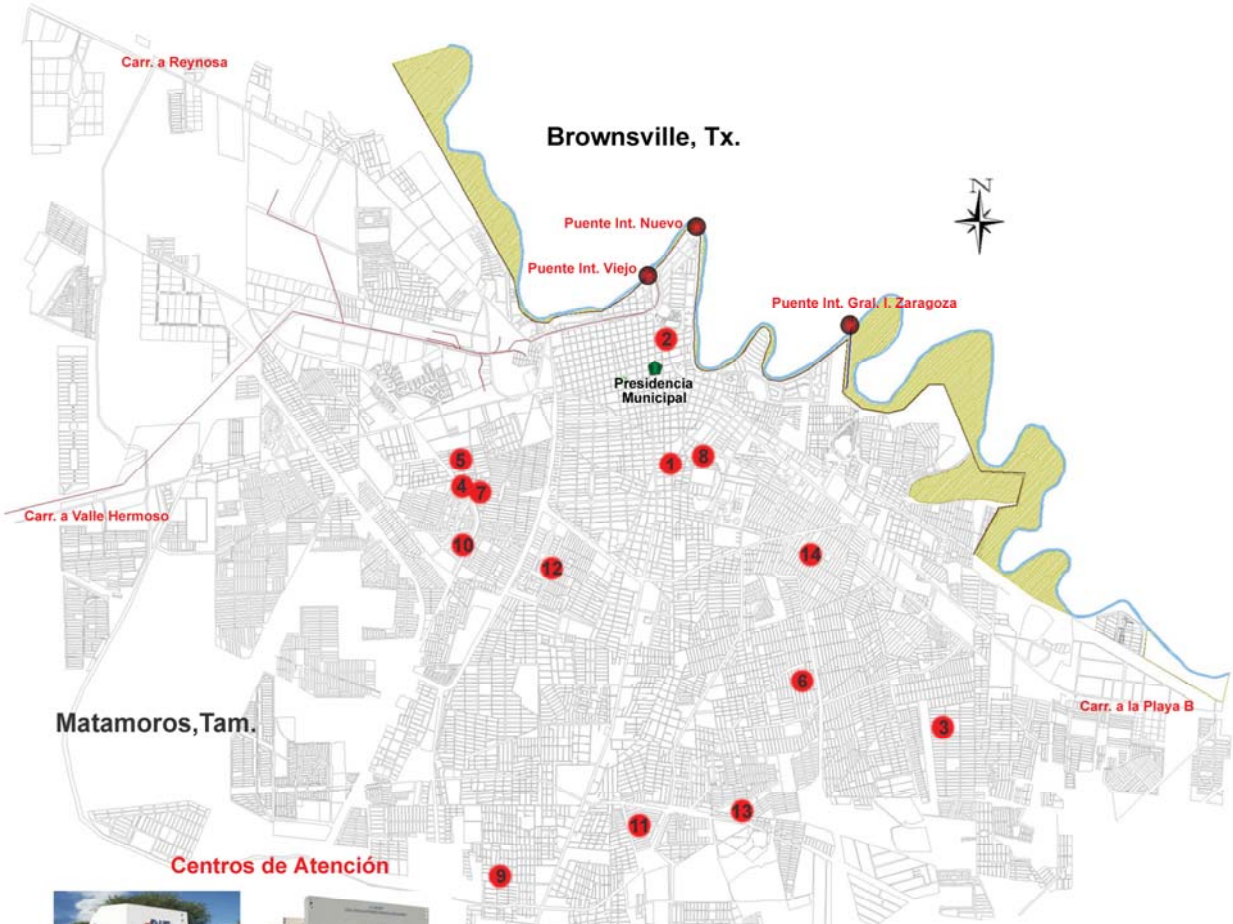 Carr. a Reynosa
Brownsville, Tx.
N
Puente Int. Nuevo
Puente Int. Viejo
Puente Int. Gral. I. Zaragoza
2
Presidencia
Municipal
5
1
8
4
7
Carr. a Valle Hermoso
10
12
14
6
Matamoros,Tam.
Carr. a la Playa B
3
13
11
Centros de Atención
9